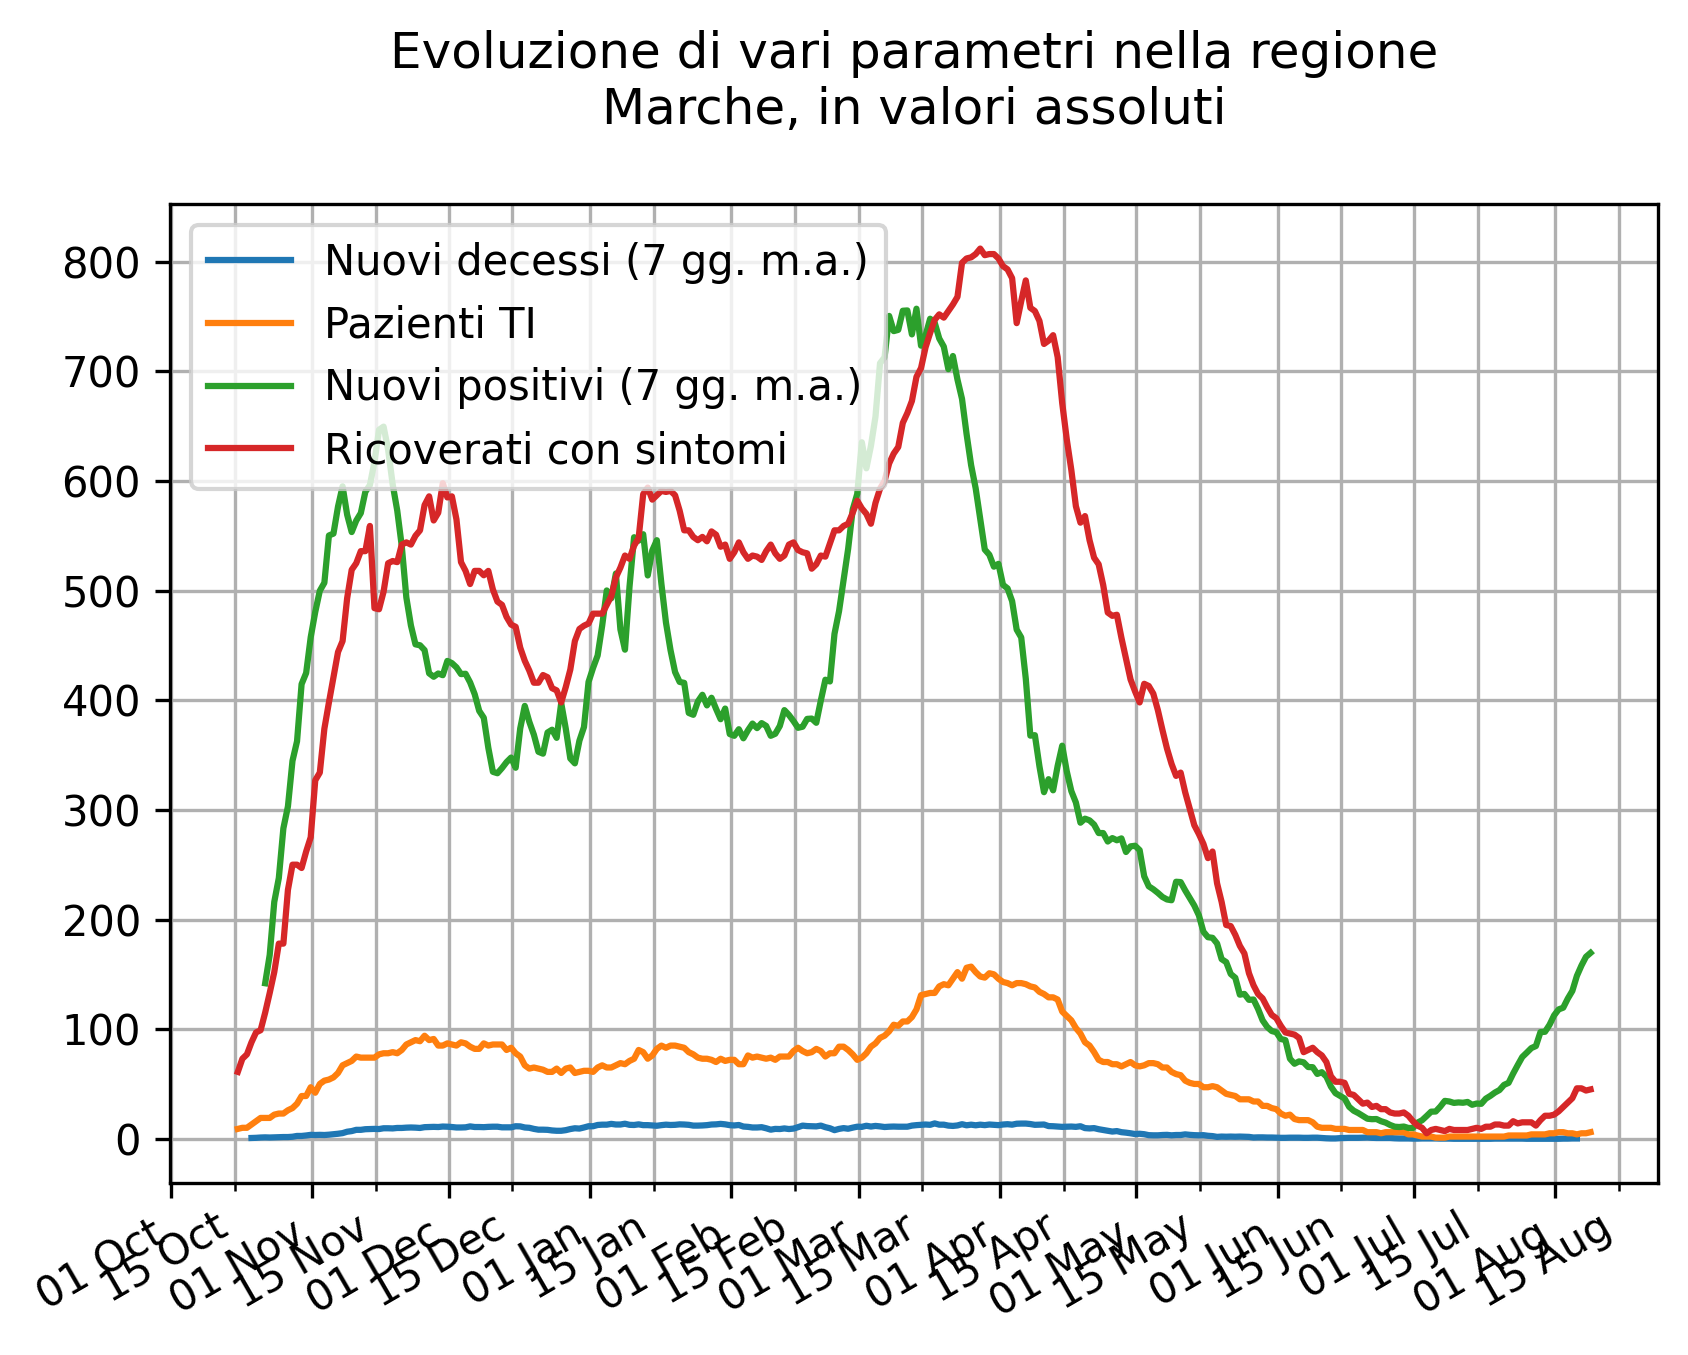 Evoluzione di vari parametri nella regione
Marche, in valori assoluti
Nuovi decessi (7 gg. m.a.)
Pazienti TI
Nuovi positivi (7 gg. m.a.)
Ricoverati con sintomi
800
700
600
500
400
300
200
100
0
01 Oct
15 Oct
01 Nov
15 Nov
01 Dec
15 Dec
01 Jan
15 Jan
01 Feb
15 Feb
01 Mar
15 Mar
01 Apr
15 Apr
01 May
15 May
01 Jun
15 Jun
01 Jul
15 Jul
01 Aug
15 Aug